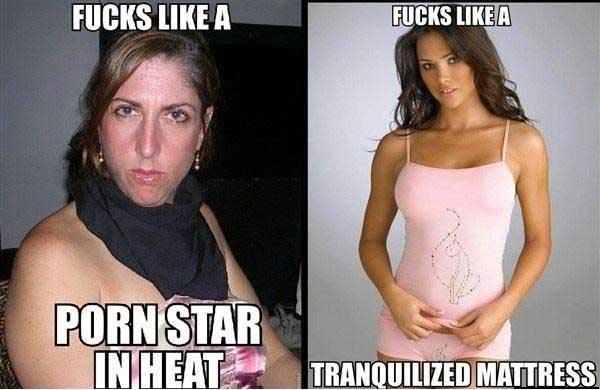 FUCKS LIKE A
PORN STAR
IN HEAT
FUCKS LIKE A
TRANQUILIZED MATTRESS